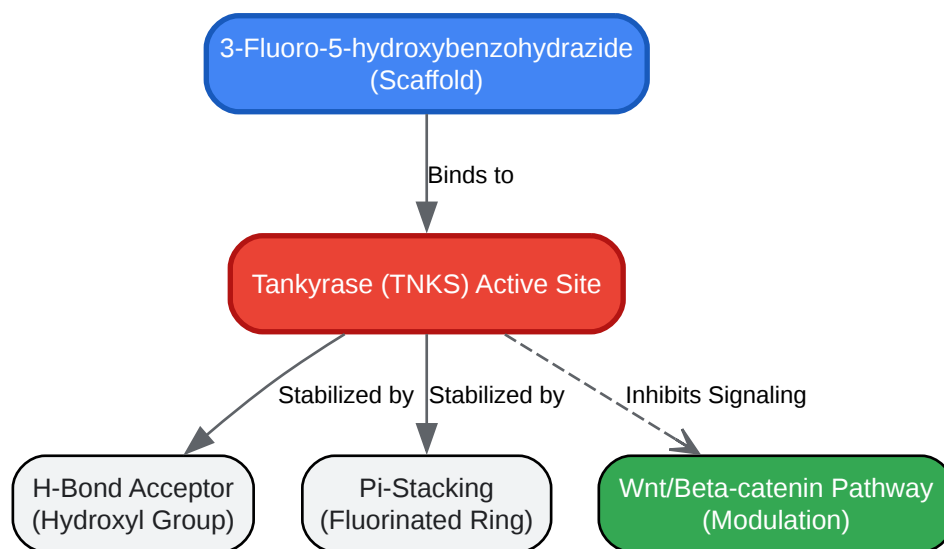 3-Fluoro-5-hydroxybenzohydrazide
(Scaffold)
Binds to
Tankyrase (TNKS) Active Site
Stabilized by
Stabilized by
Inhibits Signaling
H-Bond Acceptor
(Hydroxyl Group)
Pi-Stacking
(Fluorinated Ring)
Wnt/Beta-catenin Pathway
(Modulation)